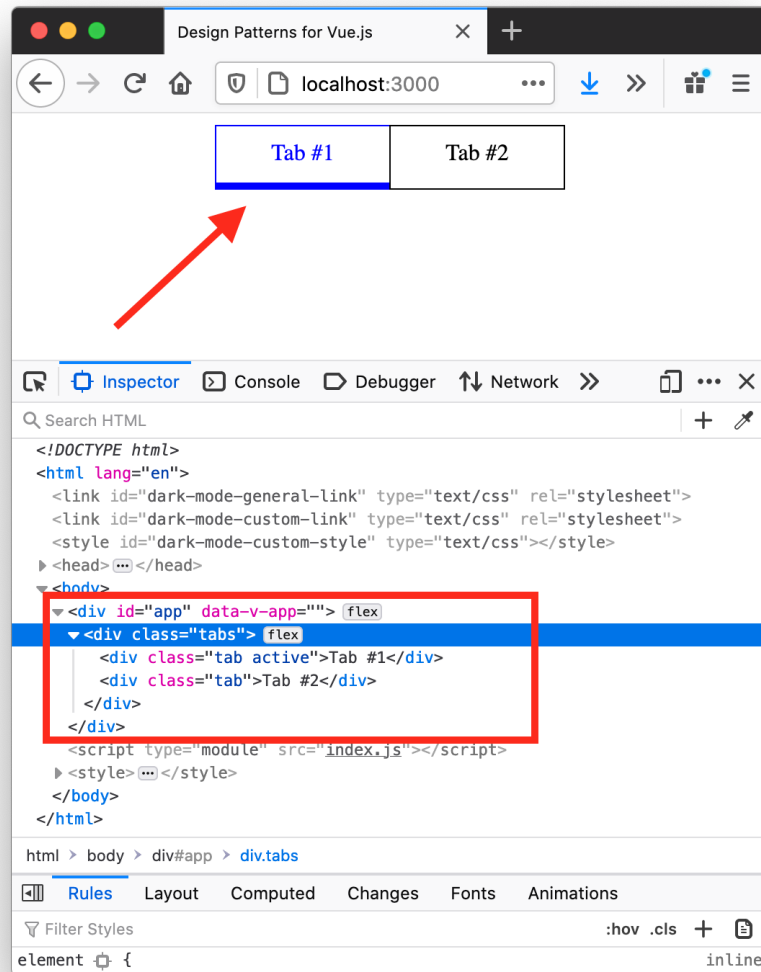 Design Patterns for Vue.js
localhost:3000
Tab #1 Tab #2
Inspector Console Debugger Network
Search HTML
<!DOCTYPE html>
<html lang="en">
<link id="dark-mode-general-link" type="text/css" rel="stylesheet">
<link id="dark-mode-custom-link" type="text/css" rel="stylesheet">
<style id="dark-mode-custom-style" type="text/css"></style>
<head> ••• </head>
<body>
<div id="app" data-v-app=""> flex
<div class="tabs"> flex
<div class="tab active">Tab #1</div>
<div class="tab">Tab #2</div>
</div>
</div>
<script type="module" src="index.js"></script>
<style> ••• </style>
</body>
</html>
html > body > div#app > div.tabs
Rules Layout Computed Changes Fonts Animations
Filter Styles :hov .cls +
element { inline